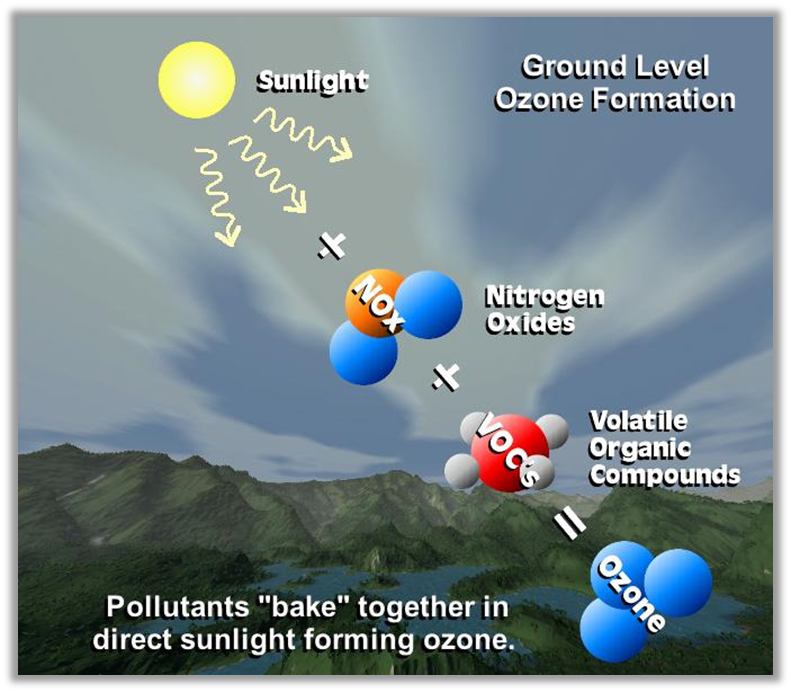 Sunlight
Ground Level
Ozone Formation
+
NOx
Nitrogen
Oxides
+
VOC's
Volatile
Organic
Compounds
=
Ozone
Pollutants "bake" together in
direct sunlight forming ozone.